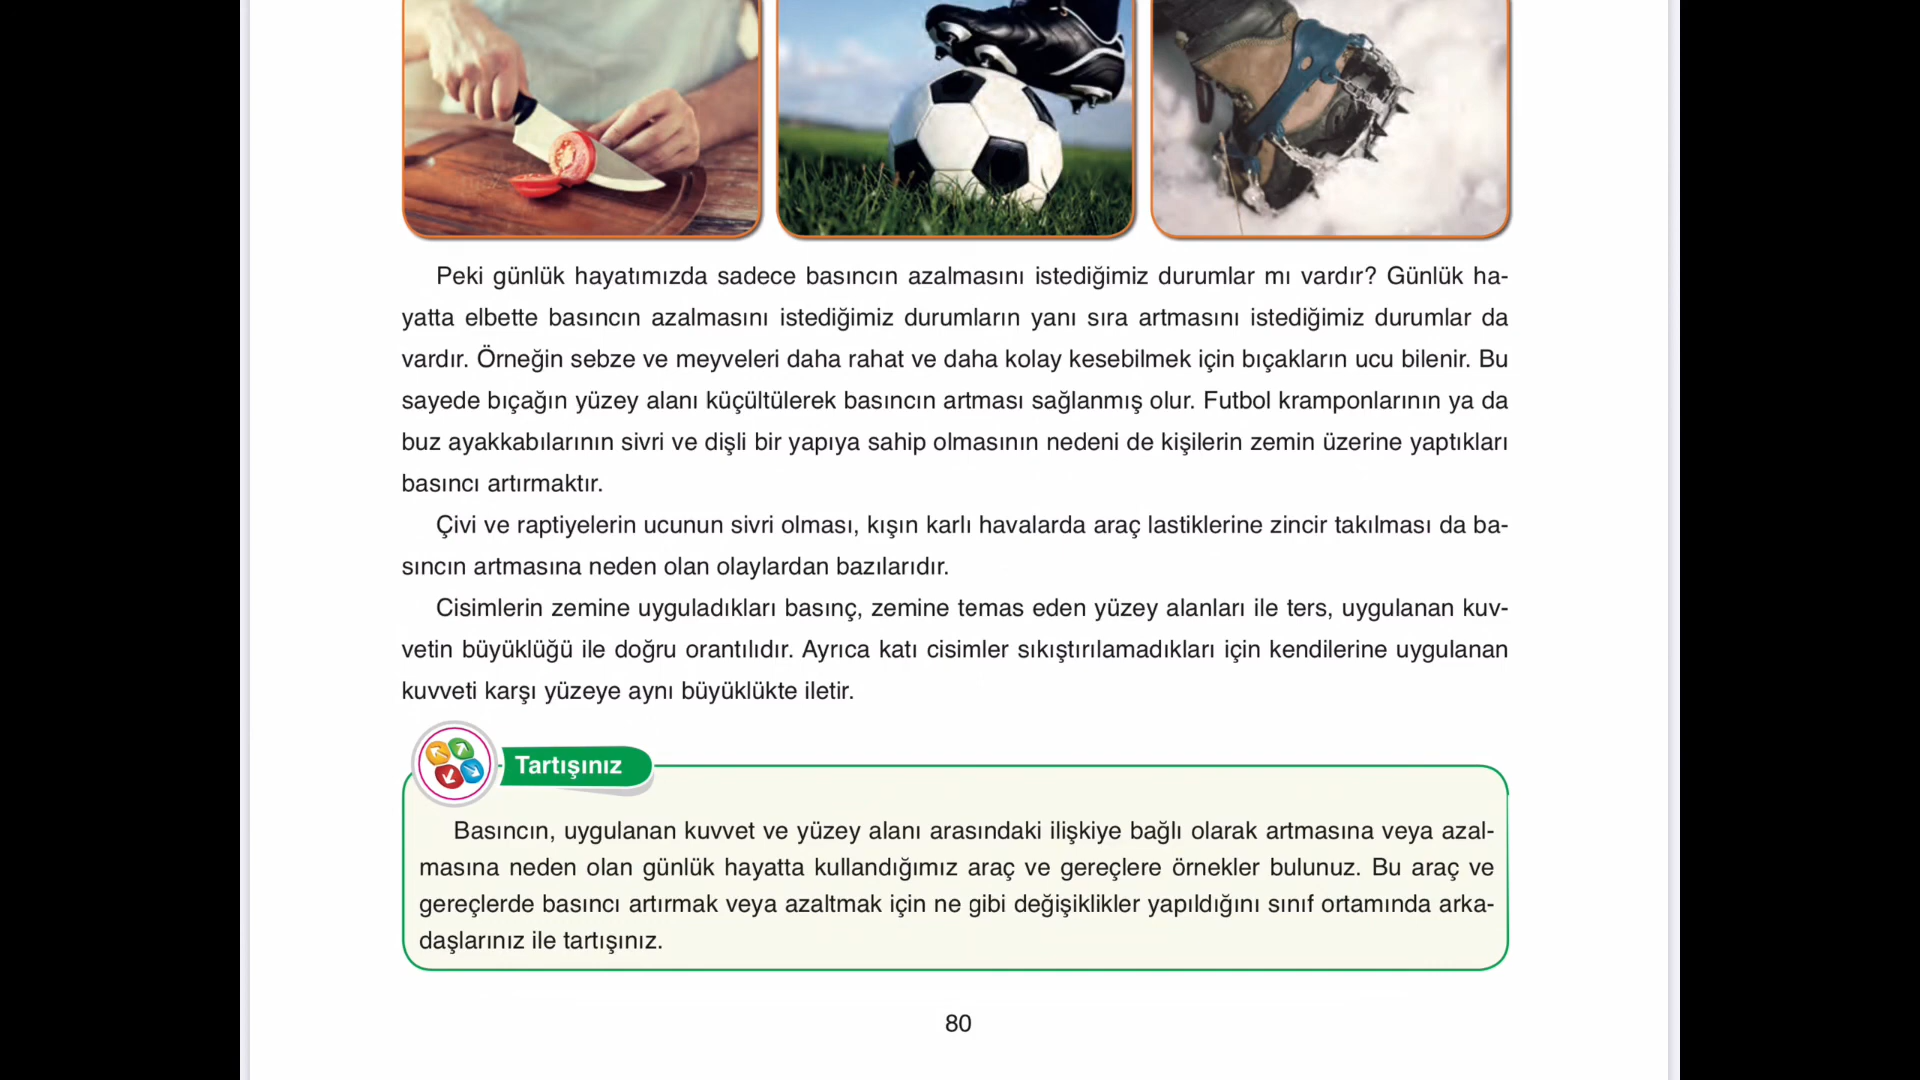 Peki günlük hayatımızda sadece basıncın azalmasını istediğimiz durumlar mı vardır? Günlük ha-
yatta elbette basıncın azalmasını istediğimiz durumların yanı sıra artmasını istediğimiz durumlar da
vardır. Örneğin sebze ve meyveleri daha rahat ve daha kolay kesebilmek için bıçakların ucu bilenir. Bu
sayede bıçağın yüzey alanı küçültülerek basıncın artması sağlanmış olur. Futbol kramponlarının ya da
buz ayakkabılarının sivri ve dişli bir yapıya sahip olmasının nedeni de kişilerin zemin üzerine yaptıkları
basıncı artırmaktır.
Çivi ve raptiyelerin ucunun sivri olması, kışın karlı havalarda araç lastiklerine zincir takılması da ba-
sıncın artmasına neden olan olaylardan bazılarıdır.
Cisimlerin zemine uyguladıkları basınç, zemine temas eden yüzey alanları ile ters, uygulanan kuv-
vetin büyüklüğü ile doğru orantılıdır. Ayrıca katı cisimler sıkıştırılamadıkları için kendilerine uygulanan
kuvveti karşı yüzeye aynı büyüklükte iletir.
Tartışınız
Basıncın, uygulanan kuvvet ve yüzey alanı arasındaki ilişkiye bağlı olarak artmasına veya azal-
masına neden olan günlük hayatta kullandığımız araç ve gereçlere örnekler bulunuz. Bu araç ve
gereçlerde basıncı artırmak veya azaltmak için ne gibi değişiklikler yapıldığını sınıf ortamında arka-
daşlarınız ile tartışınız.
80